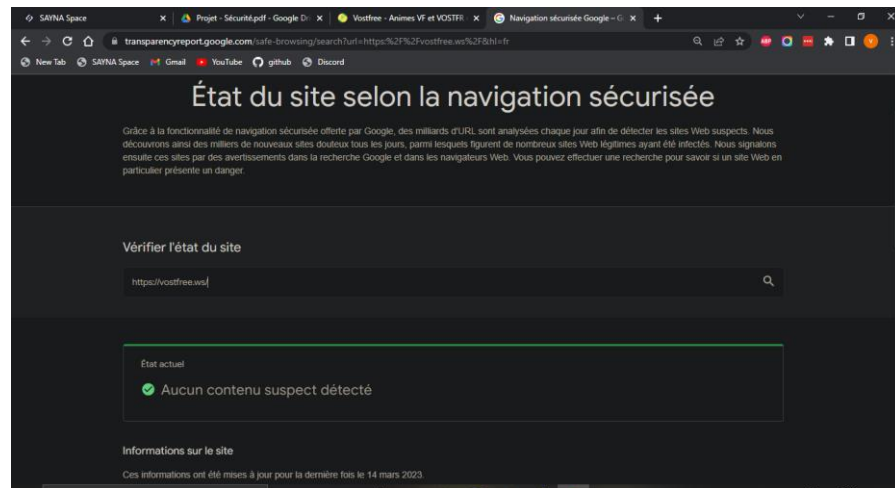 SAYNA Space
Projet - Sécurité.pdf - Google Dri
Vostfree - Animes VF et VOSTFR -
Navigation sécurisée Google – G
transparencyreport.google.com/safe-browsing/search?url=https:%2F%2Fvostfree.ws%2F&hl=fr
New Tab SAYNA Space Gmail YouTube github Discord
État du site selon la navigation sécurisée
Grâce à la fonctionnalité de navigation sécurisée offerte par Google, des milliards d'URL sont analysées chaque jour afin de détecter les sites Web suspects. Nous
découvrons ainsi des milliers de nouveaux sites douteux tous les jours, parmi lesquels figurent de nombreux sites Web légitimes ayant été infectés. Nous signalons
ensuite ces sites par des avertissements dans la recherche Google et dans les navigateurs Web. Vous pouvez effectuer une recherche pour savoir si un site Web en
particulier présente un danger.
Vérifier l'état du site
https://vostfree.ws/
État actuel
Aucun contenu suspect détecté
Informations sur le site
Ces informations ont été mises à jour pour la dernière fois le 14 mars 2023.